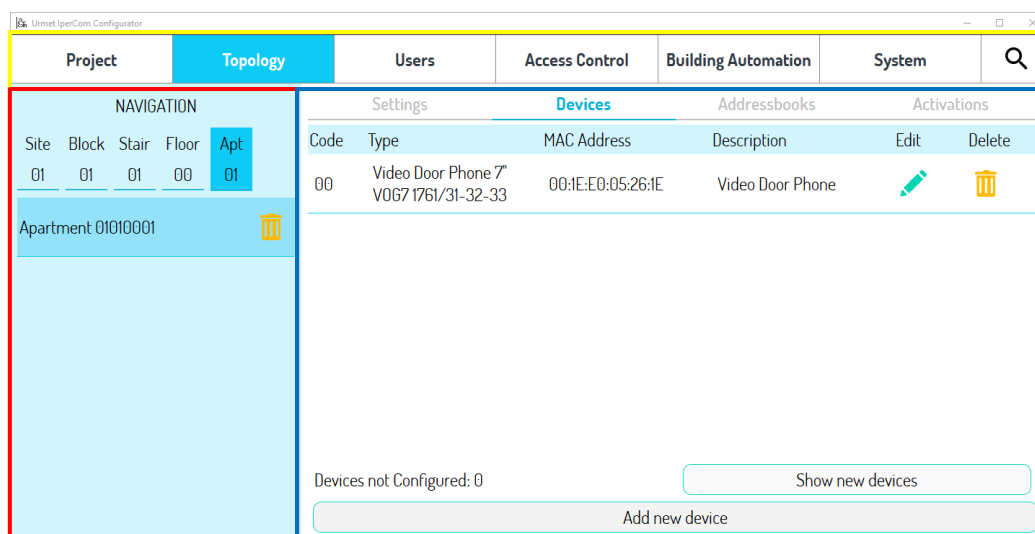 Urmet IperCom Configurator
Project Topology Users Access Control Building Automation System
NAVIGATION
Site Block Stair Floor Apt
01 01 01 00 01
Apartment 01010001
Settings Devices Addressbooks Activations
Code Type MAC Address Description Edit Delete
00 Video Door Phone 7" 00:1E:E0:05:26:1E Video Door Phone
VOG7 1761/31-32-33
Devices not Configured: 0 Show new devices
Add new device